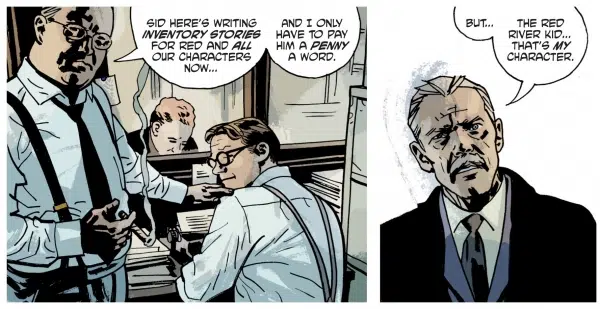 SID HERE'S WRITING
INVENTORY STORIES
FOR RED AND ALL
OUR CHARACTERS
NOW...
AND I ONLY
HAVE TO PAY
HIM A PENNY
A WORD.
BUT...
THE RED
RIVER KID...
THAT'S MY
CHARACTER.